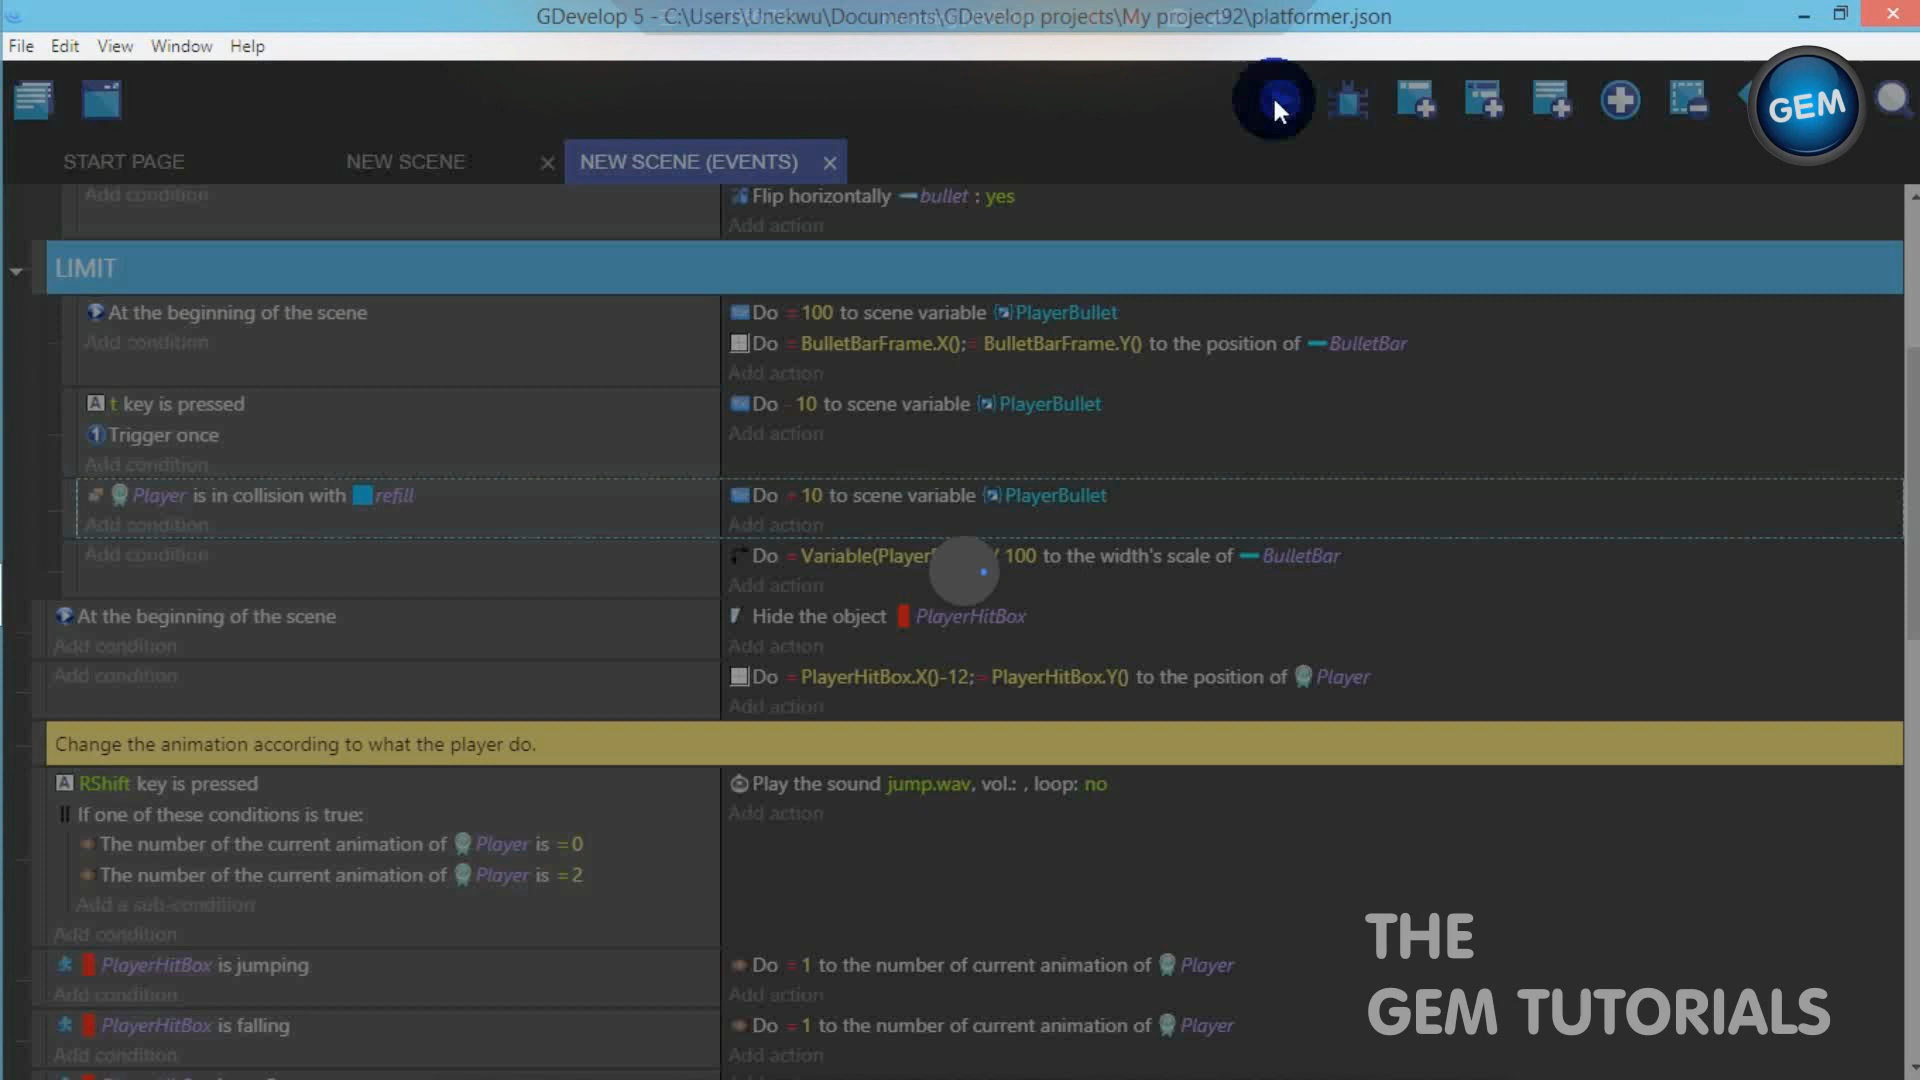 GDevelop 5 - C:\Users\Unekwu\Documents\GDevelop projects\My project92\platformer.json
File Edit View Window Help
GEM
START PAGE NEW SCENE NEW SCENE (EVENTS)
Add condition Flip horizontally bullet : yes
Add action
LIMIT
At the beginning of the scene Do = 100 to scene variable PlayerBullet
Add condition Do = BulletBarFrame.X();= BulletBarFrame.Y() to the position of BulletBar
Add action
A t key is pressed Do - 10 to scene variable PlayerBullet
1 Trigger once Add action
Add condition
Player is in collision with refill Do + 10 to scene variable PlayerBullet
Add condition Add action
Add condition Do = 100 to the width's scale of BulletBar
Add action
At the beginning of the scene Hide the object PlayerHitBox
Add condition Add action
Add condition Do = PlayerHitBox.X()-12;= PlayerHitBox.Y() to the position of Player
Add action
Change the animation according to what the player do.
A RShift key is pressed Play the sound jump.wav, vol.: , loop: no
If one of these conditions is true: Add action
The number of the current animation of Player is = 0
The number of the current animation of Player is = 2
Add a sub-condition
Add condition
PlayerHitBox is jumping Do = 1 to the number of current animation of Player
Add condition Add action
PlayerHitBox is falling Do = 1 to the number of current animation of Player
Add condition Add action
THE
GEM TUTORIALS